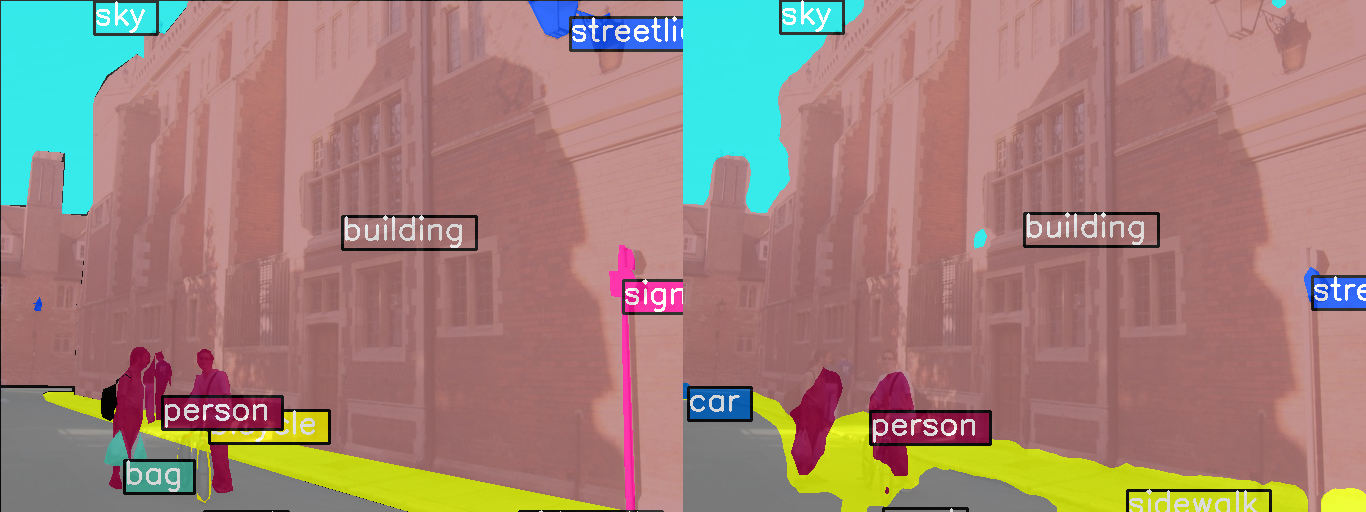 sky
streetli
building
sign
person
bag
sky
building
stre
car
person
sidewalk